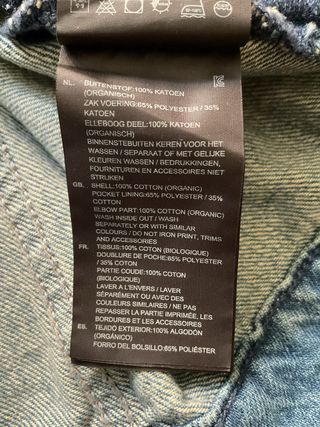 NL. BUITENSTOF:100% KATOEN
(ORGANISCH)
ZAK VOERING:65% POLYESTER / 35%
KATOEN
ELLEBOOG DEEL:100% KATOEN
(ORGANISCH)
BINNENSTEBUITEN KEREN VOOR HET
WASSEN / SEPARAAT OF MET GELIJKE
KLEUREN WASSEN / BEDRUKKINGEN,
FOURNITUREN EN ACCESSOIRES NIET
STRIJKEN
GB. SHELL:100% COTTON (ORGANIC)
POCKET LINING:65% POLYESTER / 35%
COTTON
ELBOW PART:100% COTTON (ORGANIC)
WASH INSIDE OUT / WASH
SEPARATELY OR WITH SIMILAR
COLOURS / DO NOT IRON PRINT, TRIMS
AND ACCESSORIES
FR. TISSUS:100% COTON (BIOLOGIQUE)
DOUBLURE DE POCHE:65% POLYESTER
/ 35% COTON
PARTIE COUDE:100% COTON
(BIOLOGIQUE)
LAVER A L'ENVERS / LAVER
SÉPARÉMENT OU AVEC DES
COULEURS SIMILAIRES / NE PAS
REPASSER LA PARTIE IMPRIMÉE, LES
BORDURES ET LES ACCESSOIRES
ES. TEJIDO EXTERIOR:100% ALGODÓN
(ORGÁNICO)
FORRO DEL BOLSILLO:65% POLIÉSTER